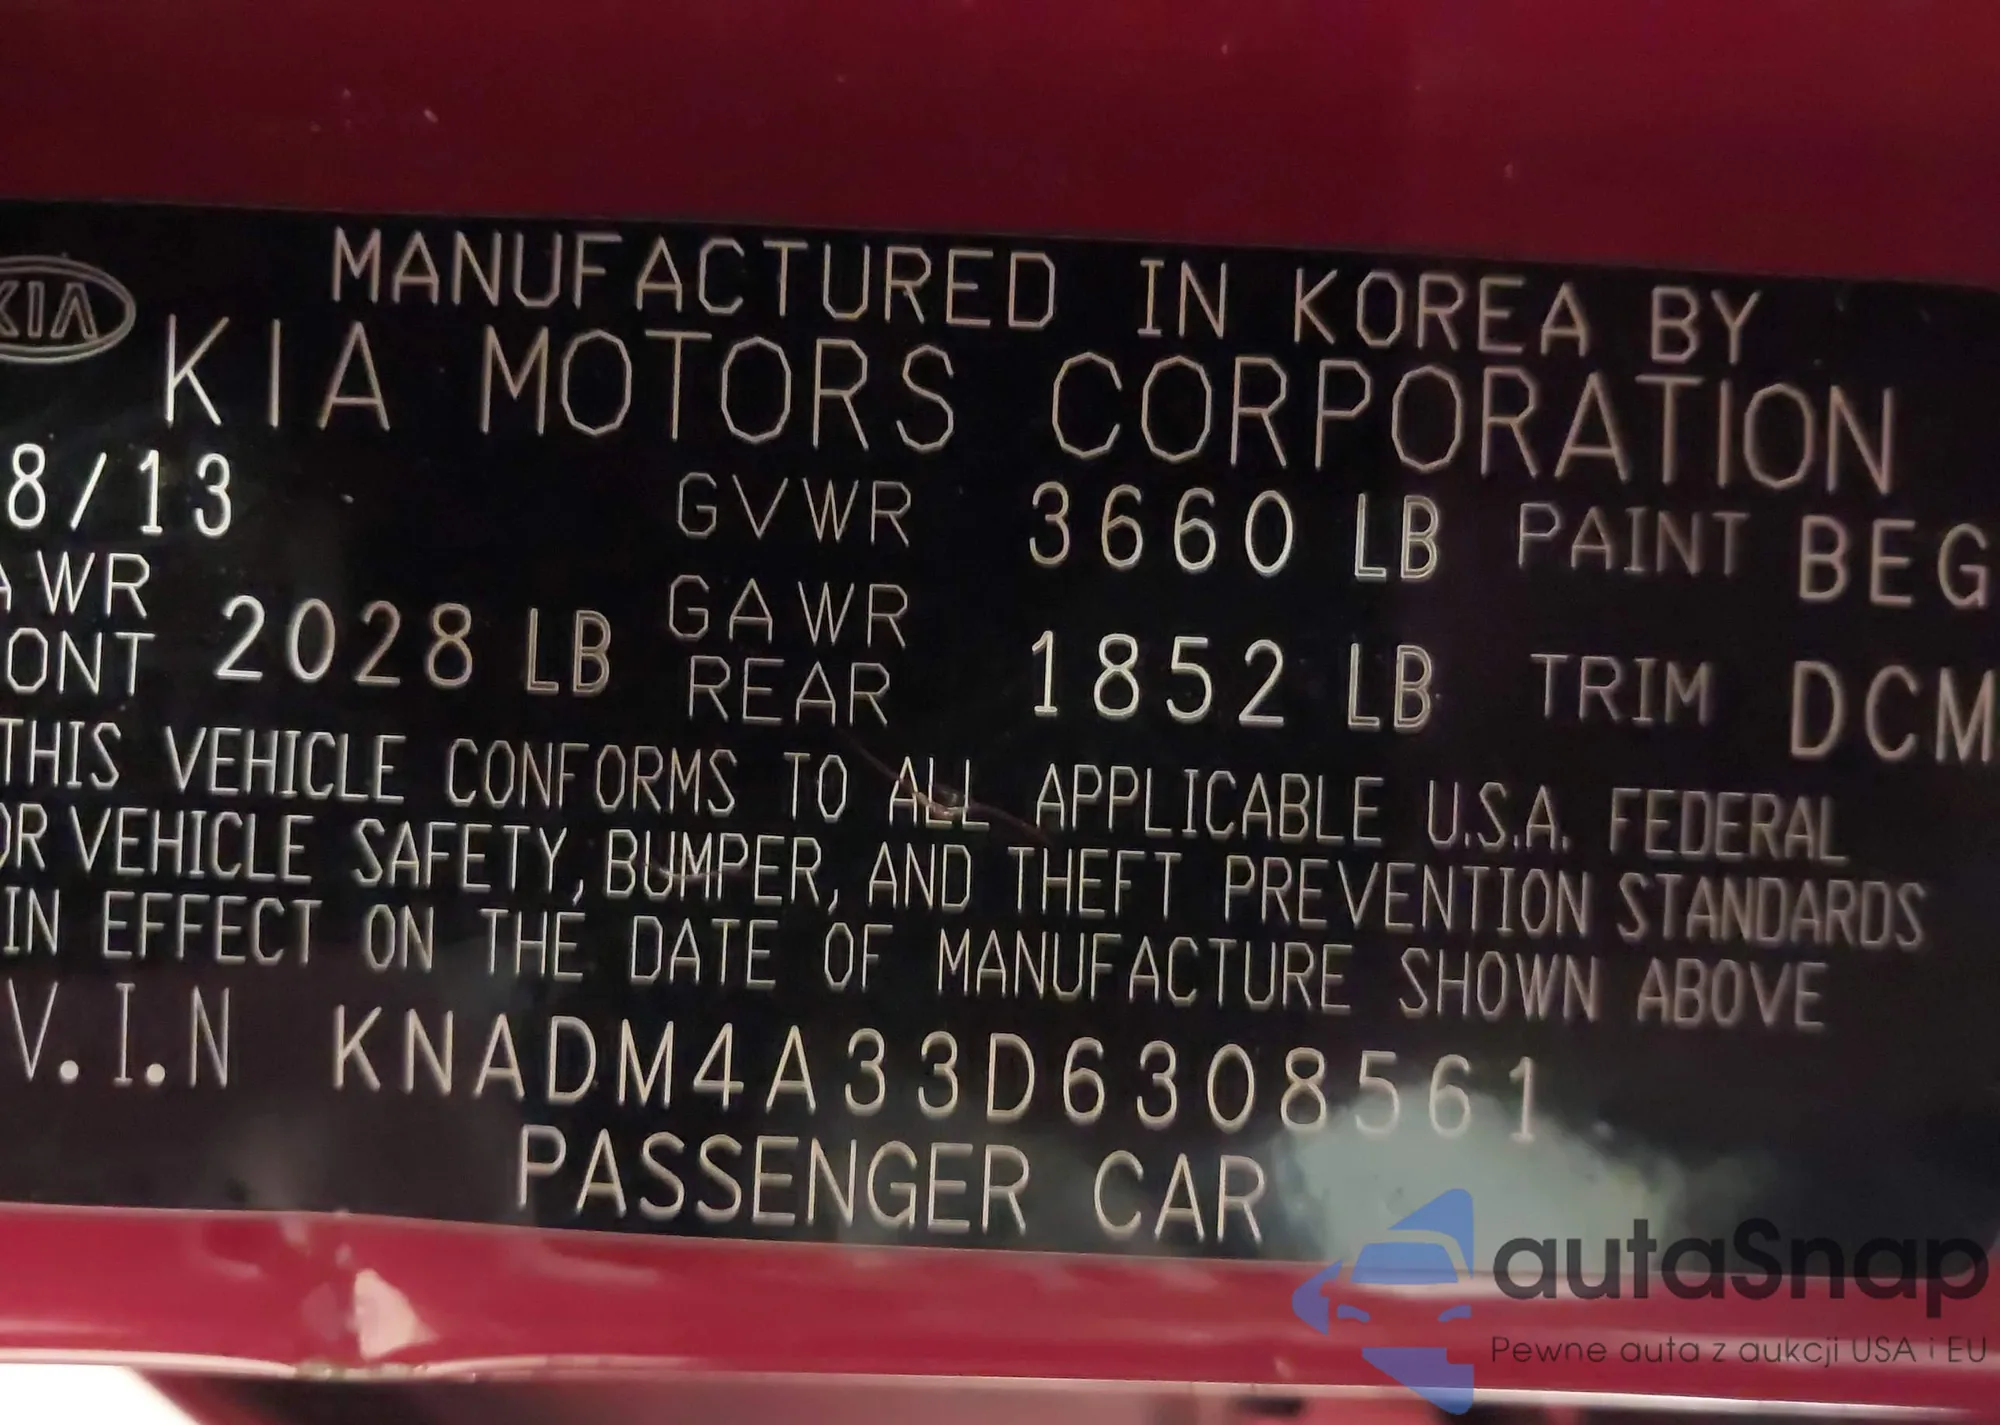 MANUFACTURED IN KOREA BY
KIA KIA MOTORS CORPORATION
8/13 GVWR 3660 LB PAINT BEG
AWR 2028 LB GAWR 1852 LB TRIM DCM
ONT REAR
THIS VEHICLE CONFORMS TO ALL APPLICABLE U.S.A. FEDERAL
OR VEHICLE SAFETY, BUMPER, AND THEFT PREVENTION STANDARDS
IN EFFECT ON THE DATE OF MANUFACTURE SHOWN ABOVE
V.I.N KNADM4A33D6308561
PASSENGER CAR
autaSnap
Pewne auta z aukcji USA i EU